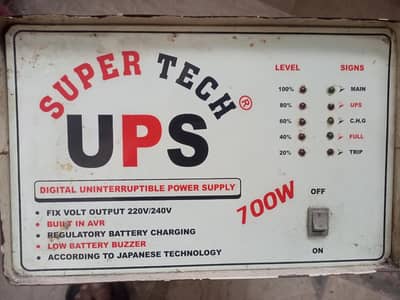 SUPER TECH ®
UPS
DIGITAL UNINTERRUPTIBLE POWER SUPPLY
• FIX VOLT OUTPUT 220V/240V
• BUILT IN AVR
• REGULATORY BATTERY CHARGING
• LOW BATTERY BUZZER
• ACCORDING TO JAPANESE TECHNOLOGY
700W
LEVEL SIGNS
100% MAIN
80% UPS
60% C.H.G
40% FULL
20% TRIP
OFF
ON